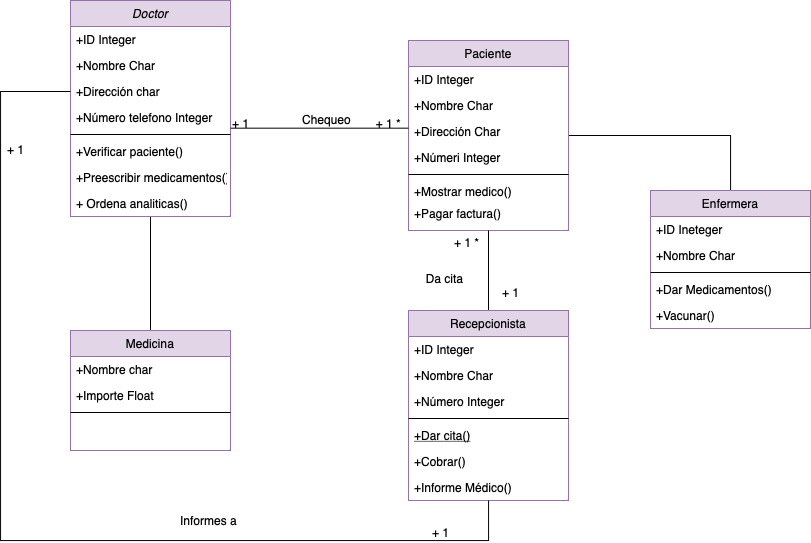 Doctor
+ID Integer
+Nombre Char
+Dirección char
+Número telefono Integer
+Verificar paciente()
+Preescribir medicamentos(
+ Ordena analiticas()
+ 1
Chequeo
+ 1 *
+ 1
Paciente
+ID Integer
+Nombre Char
+Dirección Char
+Númeri Integer
+Mostrar medico()
+Pagar factura()
Enfermera
+ID Ineteger
+Nombre Char
+Dar Medicamentos()
+Vacunar()
+ 1 *
Da cita
+ 1
Medicina
+Nombre char
+Importe Float
Recepcionista
+ID Integer
+Nombre Char
+Número Integer
+Dar cita()
+Cobrar()
+Informe Médico()
Informes a
+ 1